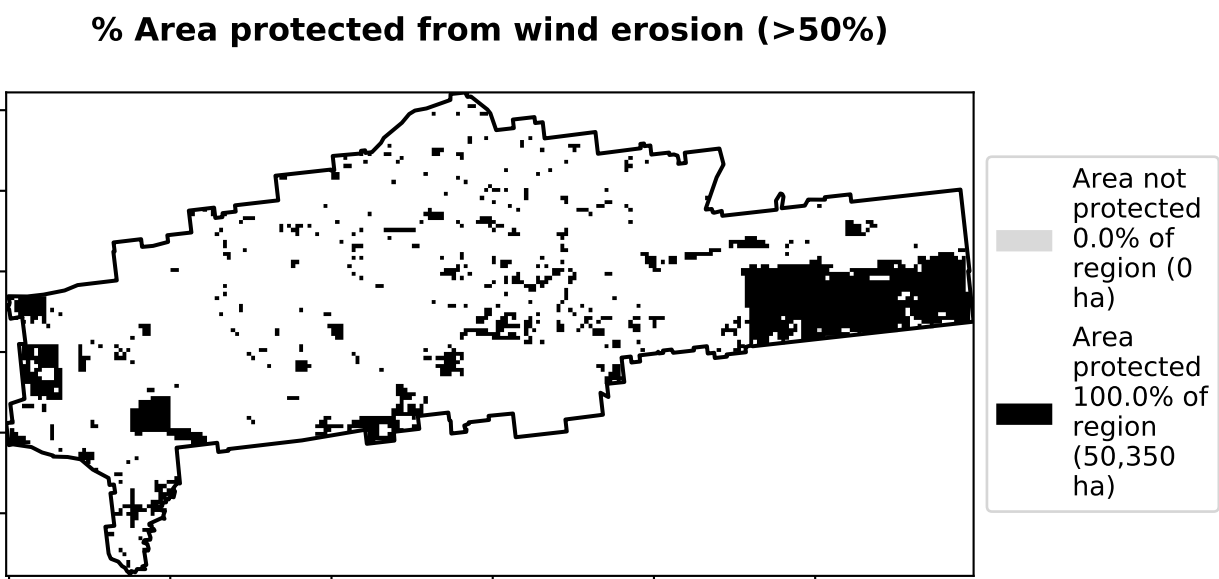 % Area protected from wind erosion (>50%)
Area not
protected
0.0% of
region (0
ha)
Area
protected
100.0% of
region
(50,350
ha)